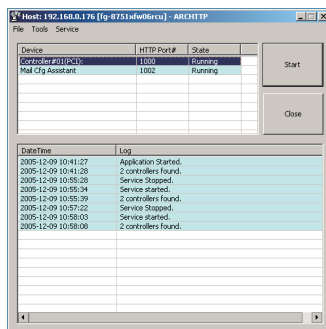 Host: 192.168.0.176 [fg-8751xfw06rcu] - ARCHTTP
File Tools Service
Device HTTP Port# State
Controller#01(PCI): 1000 Running
Mail Cfg Assistant 1002 Running
Start
Close
DateTime Log
2005-12-09 10:41:27 Application Started.
2005-12-09 10:41:28 2 controllers found.
2005-12-09 10:55:28 Service Stopped.
2005-12-09 10:55:34 Service started.
2005-12-09 10:55:39 2 controllers found.
2005-12-09 10:57:22 Service Stopped.
2005-12-09 10:58:03 Service started.
2005-12-09 10:58:08 2 controllers found.